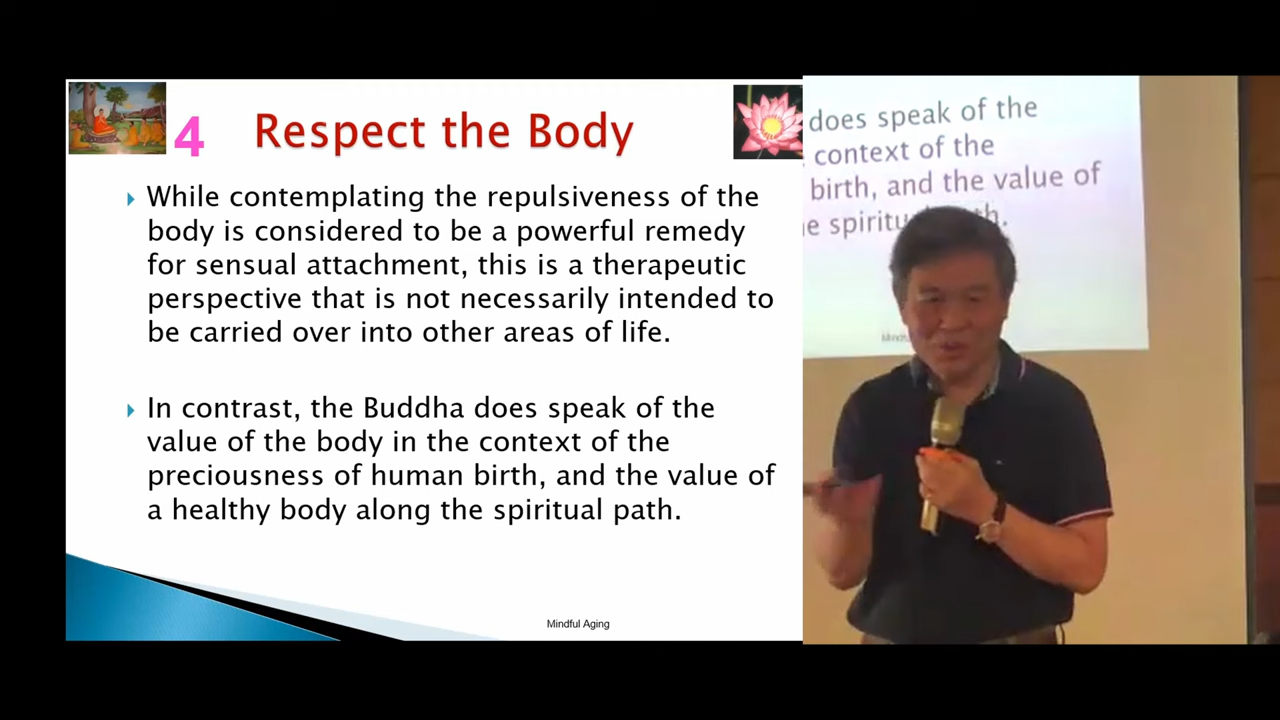 4 Respect the Body
While contemplating the repulsiveness of the
body is considered to be a powerful remedy
for sensual attachment, this is a therapeutic
perspective that is not necessarily intended to
be carried over into other areas of life.
In contrast, the Buddha does speak of the
value of the body in the context of the
preciousness of human birth, and the value of
a healthy body along the spiritual path.
Mindful Aging
does speak of the
context of the
birth, and the value of